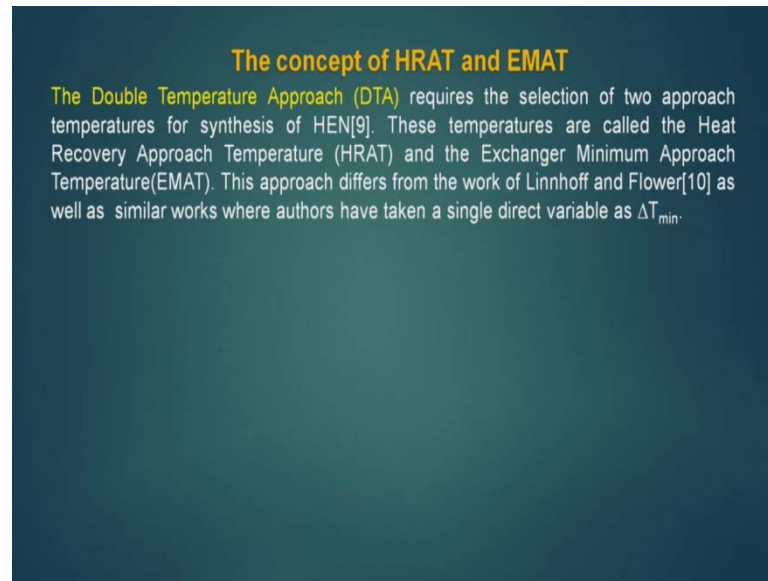 The concept of HRAT and EMAT
The Double Temperature Approach (DTA) requires the selection of two approach
temperatures for synthesis of HEN[9]. These temperatures are called the Heat
Recovery Approach Temperature (HRAT) and the Exchanger Minimum Approach
Temperature(EMAT). This approach differs from the work of Linnhoff and Flower[10] as
well as similar works where authors have taken a single direct variable as ΔTmin.